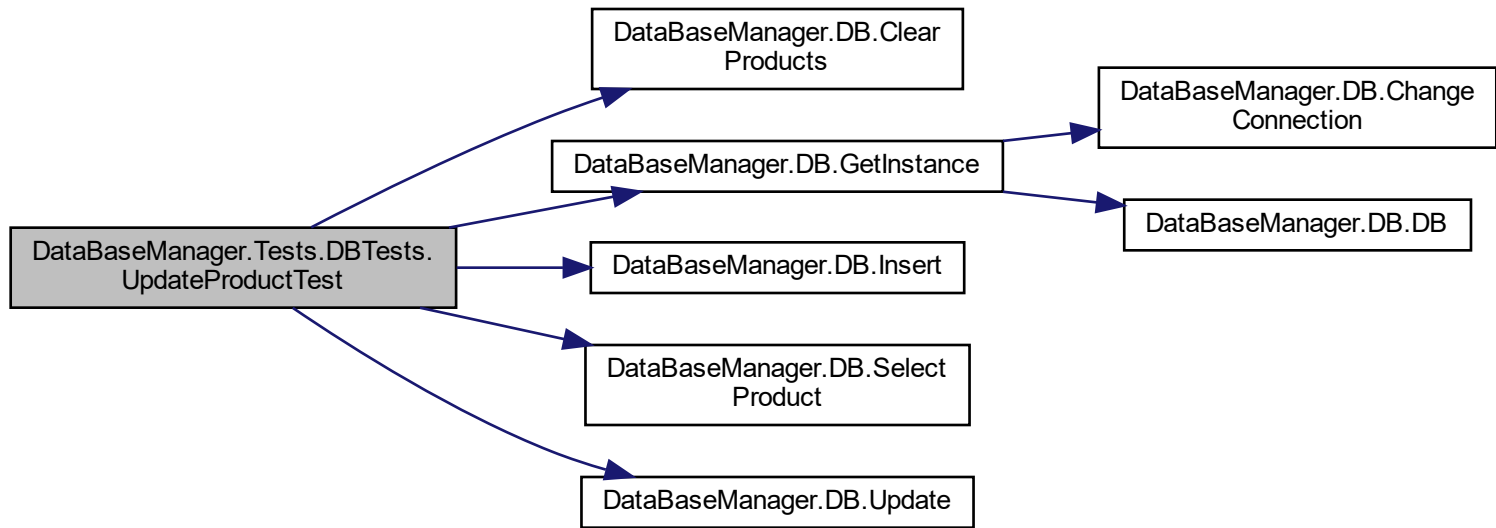 DataBaseManager.Tests.DBTests.
UpdateProductTest
DataBaseManager.DB.Clear
Products
DataBaseManager.DB.GetInstance
DataBaseManager.DB.Change
Connection
DataBaseManager.DB.DB
DataBaseManager.DB.Insert
DataBaseManager.DB.Select
Product
DataBaseManager.DB.Update